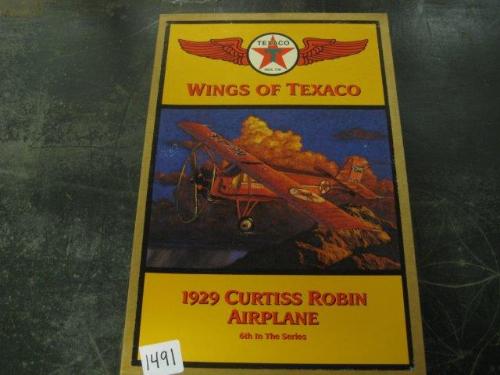 TEXACO
T
WINGS OF TEXACO
1929 CURTISS ROBIN
AIRPLANE
6th In The Series
1491